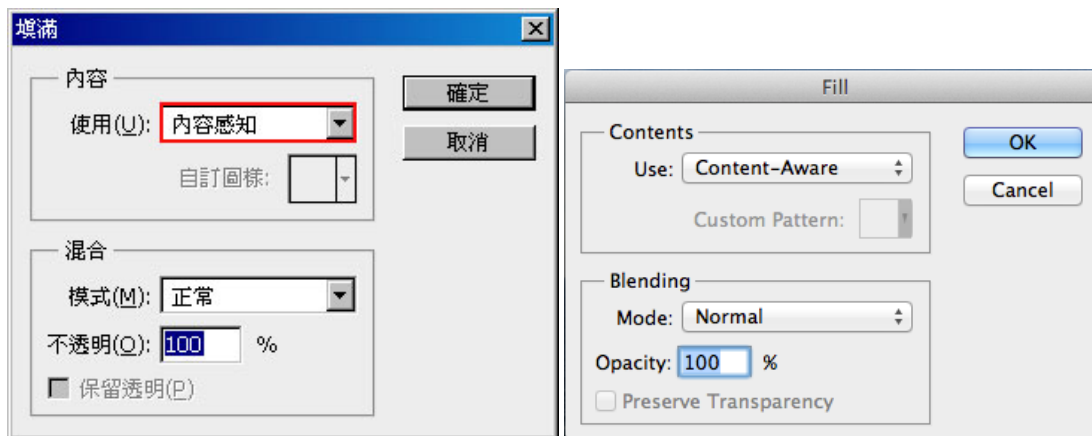 填滿
內容
使用(U): 內容感知
自訂圖樣:
確定
取消
混合
模式(M): 正常
不透明(O): 100 %
保留透明(P)
Fill
Contents
Use: Content-Aware
Custom Pattern:
OK
Cancel
Blending
Mode: Normal
Opacity: 100 %
Preserve Transparency